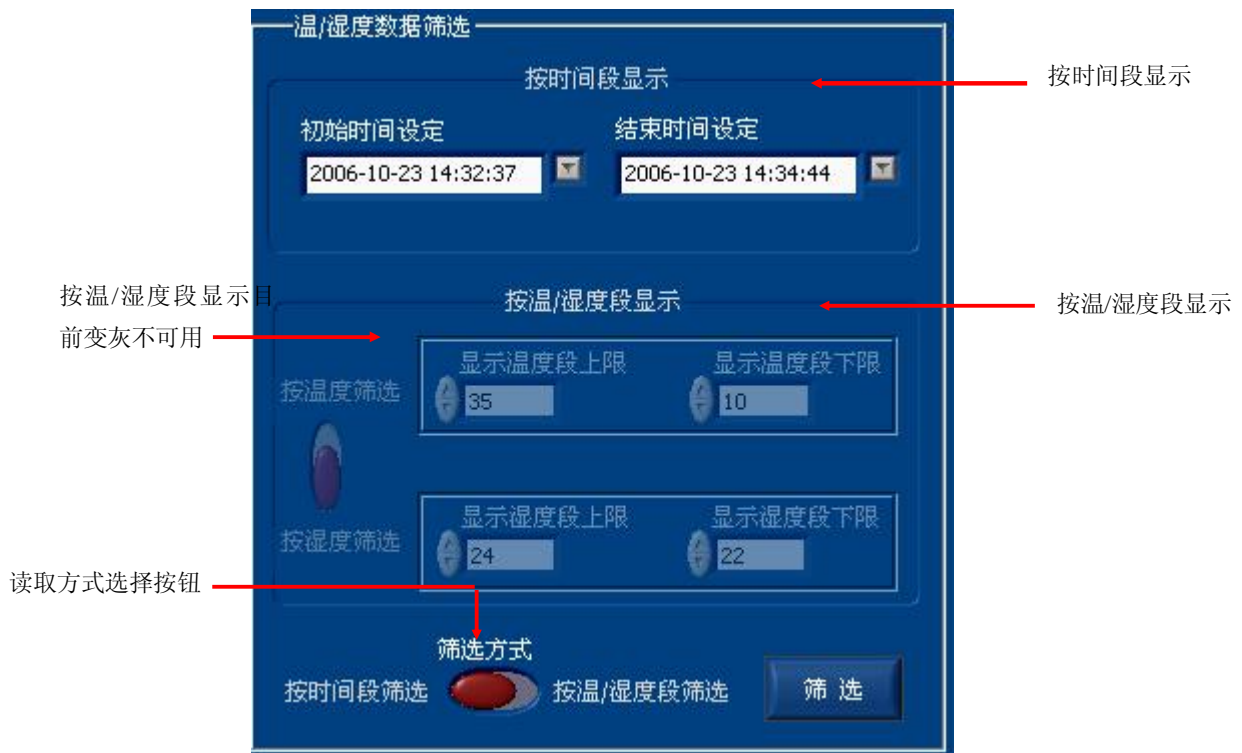 温/湿度数据筛选
按时间段显示
按时间段显示
初始时间设定
结束时间设定
2006-10-23 14:32:37
2006-10-23 14:34:44
按温/湿度段显示目
前变灰不可用
按温/湿度段显示
按温/湿度段显示
显示温度段上限
显示温度段下限
按温度筛选
35
10
显示湿度段上限
显示湿度段下限
按湿度筛选
24
22
读取方式选择按钮
筛选方式
按时间段筛选
按温/湿度段筛选
筛 选